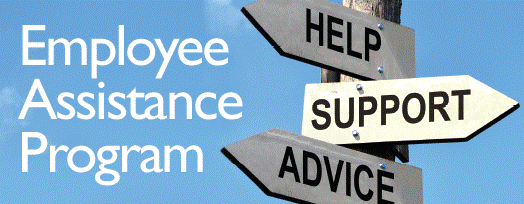 Employee
Assistance
Program
HELP
SUPPORT
ADVICE